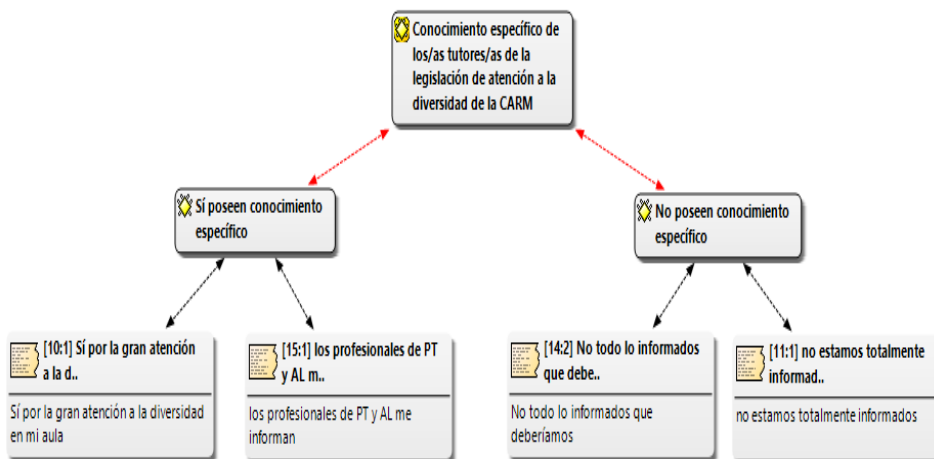 Conocimiento específico de
los/as tutores/as de la
legislación de atención a la
diversidad de la CARM
Sí poseen conocimiento
específico
No poseen conocimiento
específico
[10:1] Sí por la gran atención
a la d..
Sí por la gran atención a la diversidad
en mi aula
[15:1] los profesionales de PT
y AL m..
los profesionales de PT y AL me
informan
[14:2] No todo lo informados
que debe..
No todo lo informados que
deberíamos
[11:1] no estamos totalmente
informad..
no estamos totalmente informados